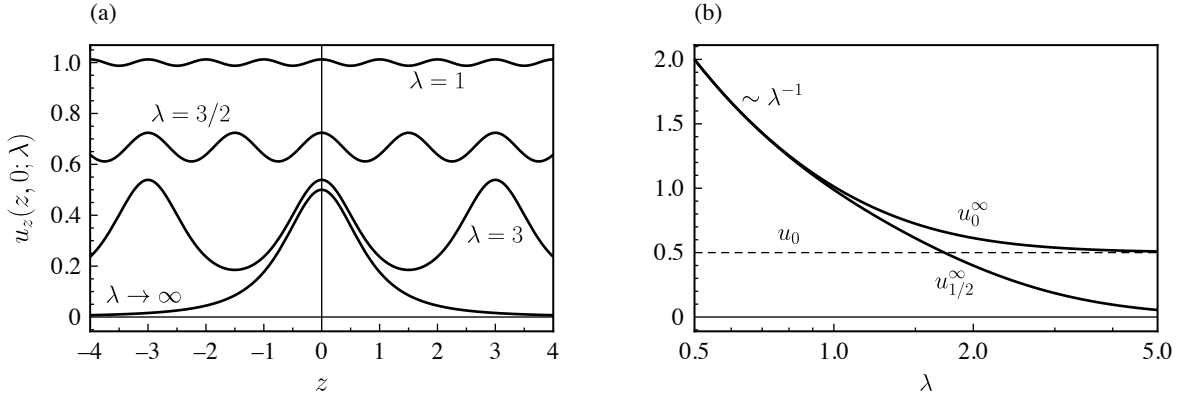 (a)
u_z(z, 0; λ)
1.0
0.8
0.6
0.4
0.2
0
λ = 1
λ = 3/2
λ = 3
λ → ∞
−4 −3 −2 −1 0 1 2 3 4
z
(b)
2.0
1.5
1.0
0.5
0
∼ λ⁻¹
u_0^∞
u_0
u_{1/2}^∞
0.5 1.0 2.0 5.0
λ